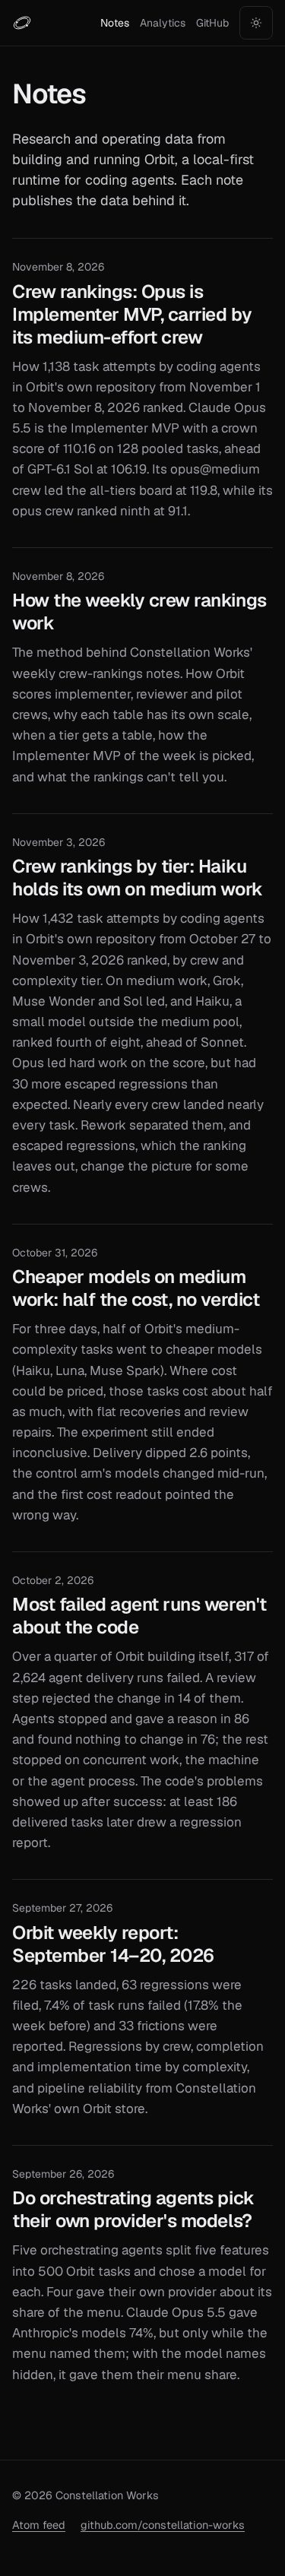 Notes Analytics GitHub
Notes
Research and operating data from
building and running Orbit, a local-first
runtime for coding agents. Each note
publishes the data behind it.
November 8, 2026
Crew rankings: Opus is
Implementer MVP, carried by
its medium-effort crew
How 1,138 task attempts by coding agents
in Orbit's own repository from November 1
to November 8, 2026 ranked. Claude Opus
5.5 is the Implementer MVP with a crown
score of 110.16 on 128 pooled tasks, ahead
of GPT-6.1 Sol at 106.19. Its opus@medium
crew led the all-tiers board at 119.8, while its
opus crew ranked ninth at 91.1.
November 8, 2026
How the weekly crew rankings
work
The method behind Constellation Works'
weekly crew-rankings notes. How Orbit
scores implementer, reviewer and pilot
crews, why each table has its own scale,
when a tier gets a table, how the
Implementer MVP of the week is picked,
and what the rankings can't tell you.
November 3, 2026
Crew rankings by tier: Haiku
holds its own on medium work
How 1,432 task attempts by coding agents
in Orbit's own repository from October 27 to
November 3, 2026 ranked, by crew and
complexity tier. On medium work, Grok,
Muse Wonder and Sol led, and Haiku, a
small model outside the medium pool,
ranked fourth of eight, ahead of Sonnet.
Opus led hard work on the score, but had
30 more escaped regressions than
expected. Nearly every crew landed nearly
every task. Rework separated them, and
escaped regressions, which the ranking
leaves out, change the picture for some
crews.
October 31, 2026
Cheaper models on medium
work: half the cost, no verdict
For three days, half of Orbit's medium-
complexity tasks went to cheaper models
(Haiku, Luna, Muse Spark). Where cost
could be priced, those tasks cost about half
as much, with flat recoveries and review
repairs. The experiment still ended
inconclusive. Delivery dipped 2.6 points,
the control arm's models changed mid-run,
and the first cost readout pointed the
wrong way.
October 2, 2026
Most failed agent runs weren't
about the code
Over a quarter of Orbit building itself, 317 of
2,624 agent delivery runs failed. A review
step rejected the change in 14 of them.
Agents stopped and gave a reason in 86
and found nothing to change in 76; the rest
stopped on concurrent work, the machine
or the agent process. The code's problems
showed up after success: at least 186
delivered tasks later drew a regression
report.
September 27, 2026
Orbit weekly report:
September 14–20, 2026
226 tasks landed, 63 regressions were
filed, 7.4% of task runs failed (17.8% the
week before) and 33 frictions were
reported. Regressions by crew, completion
and implementation time by complexity,
and pipeline reliability from Constellation
Works' own Orbit store.
September 26, 2026
Do orchestrating agents pick
their own provider's models?
Five orchestrating agents split five features
into 500 Orbit tasks and chose a model for
each. Four gave their own provider about its
share of the menu. Claude Opus 5.5 gave
Anthropic's models 74%, but only while the
menu named them; with the model names
hidden, it gave them their menu share.
© 2026 Constellation Works
Atom feed github.com/constellation-works